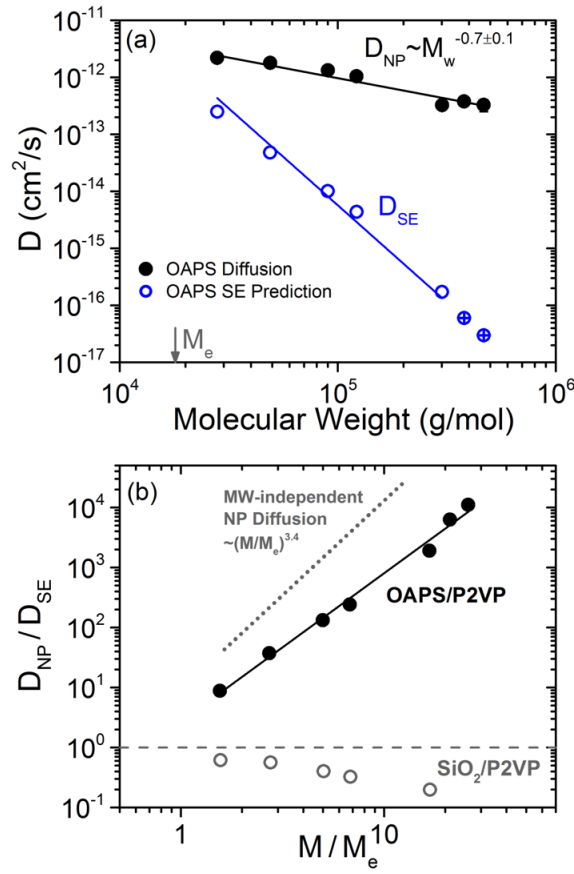 (a)
D_NP~M_w^-0.7±0.1
D_SE
OAPS Diffusion
OAPS SE Prediction
M_e
10^-11
10^-12
10^-13
10^-14
10^-15
10^-16
10^-17
D (cm^2/s)
10^4
10^5
10^6
Molecular Weight (g/mol)
(b)
MW-independent
NP Diffusion
~(M/M_e)^3.4
OAPS/P2VP
SiO_2/P2VP
10^4
10^3
10^2
10^1
10^0
10^-1
D_NP / D_SE
1
10
M / M_e